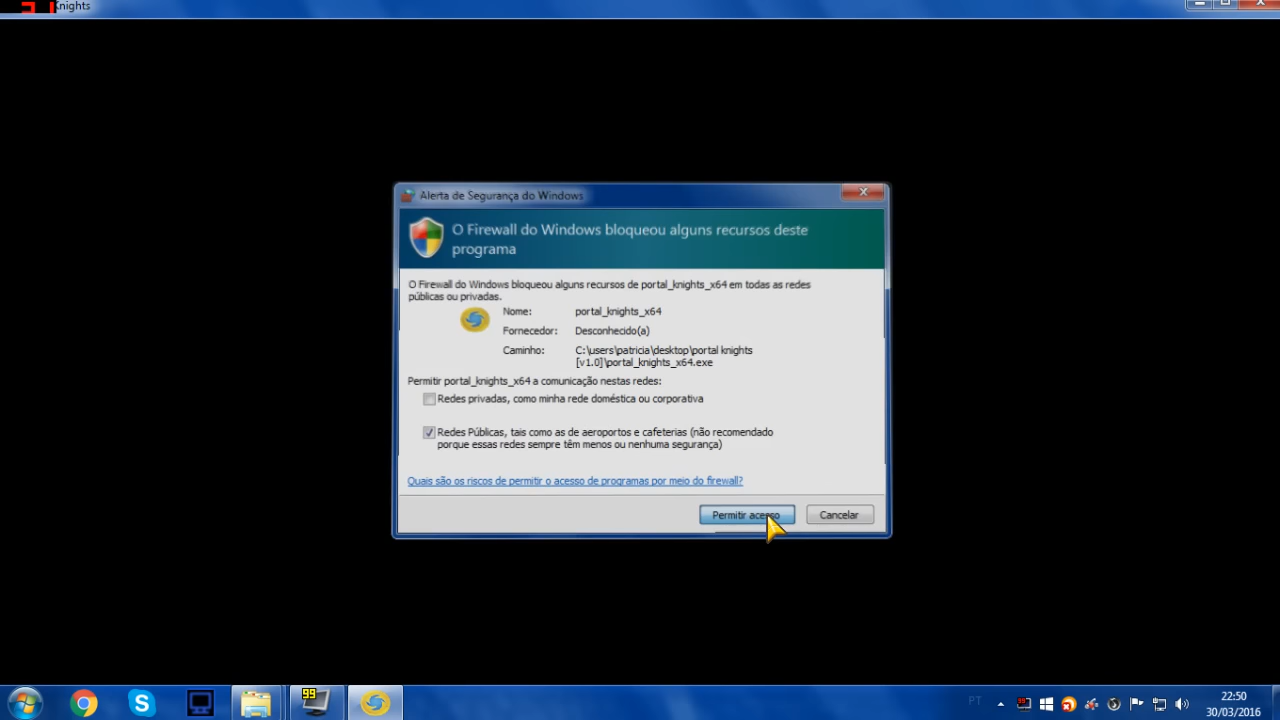 Knights
Alerta de Segurança do Windows
O Firewall do Windows bloqueou alguns recursos deste
programa
O Firewall do Windows bloqueou alguns recursos de portal_knights_x64 em todas as redes
públicas ou privadas.
Nome: portal_knights_x64
Fornecedor: Desconhecido(a)
Caminho: C:\users\patricia\desktop\portal knights
[v1.0]\portal_knights_x64.exe
Permitir portal_knights_x64 a comunicação nestas redes:
Redes privadas, como minha rede doméstica ou corporativa
Redes Públicas, tais como as de aeroportos e cafeterias (não recomendado
porque essas redes sempre têm menos ou nenhuma segurança)
Quais são os riscos de permitir o acesso de programas por meio do firewall?
Permitir acesso Cancelar
99
PT
22:50
30/03/2016